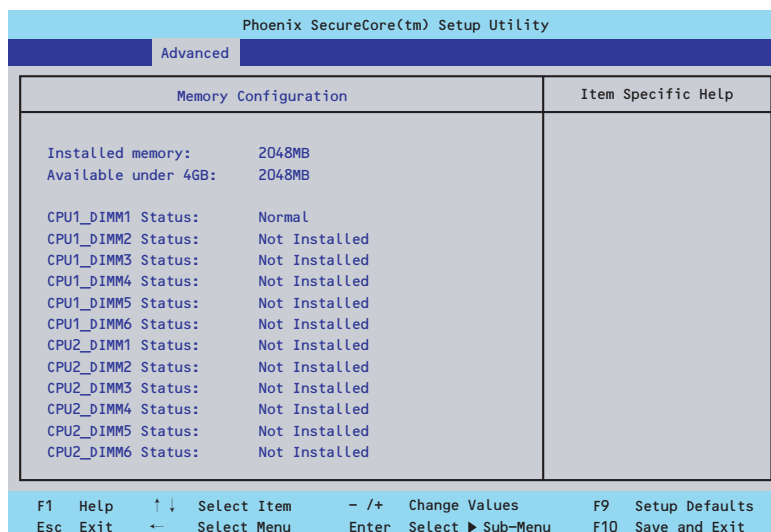 Phoenix SecureCore(tm) Setup Utility
Advanced
Memory Configuration
Item Specific Help
Installed memory: 2048MB
Available under 4GB: 2048MB
CPU1_DIMM1 Status: Normal
CPU1_DIMM2 Status: Not Installed
CPU1_DIMM3 Status: Not Installed
CPU1_DIMM4 Status: Not Installed
CPU1_DIMM5 Status: Not Installed
CPU1_DIMM6 Status: Not Installed
CPU2_DIMM1 Status: Not Installed
CPU2_DIMM2 Status: Not Installed
CPU2_DIMM3 Status: Not Installed
CPU2_DIMM4 Status: Not Installed
CPU2_DIMM5 Status: Not Installed
CPU2_DIMM6 Status: Not Installed
F1 Help ↑↓ Select Item - /+ Change Values F9 Setup Defaults
Esc Exit ← Select Menu Enter Select ▶ Sub-Menu F10 Save and Exit